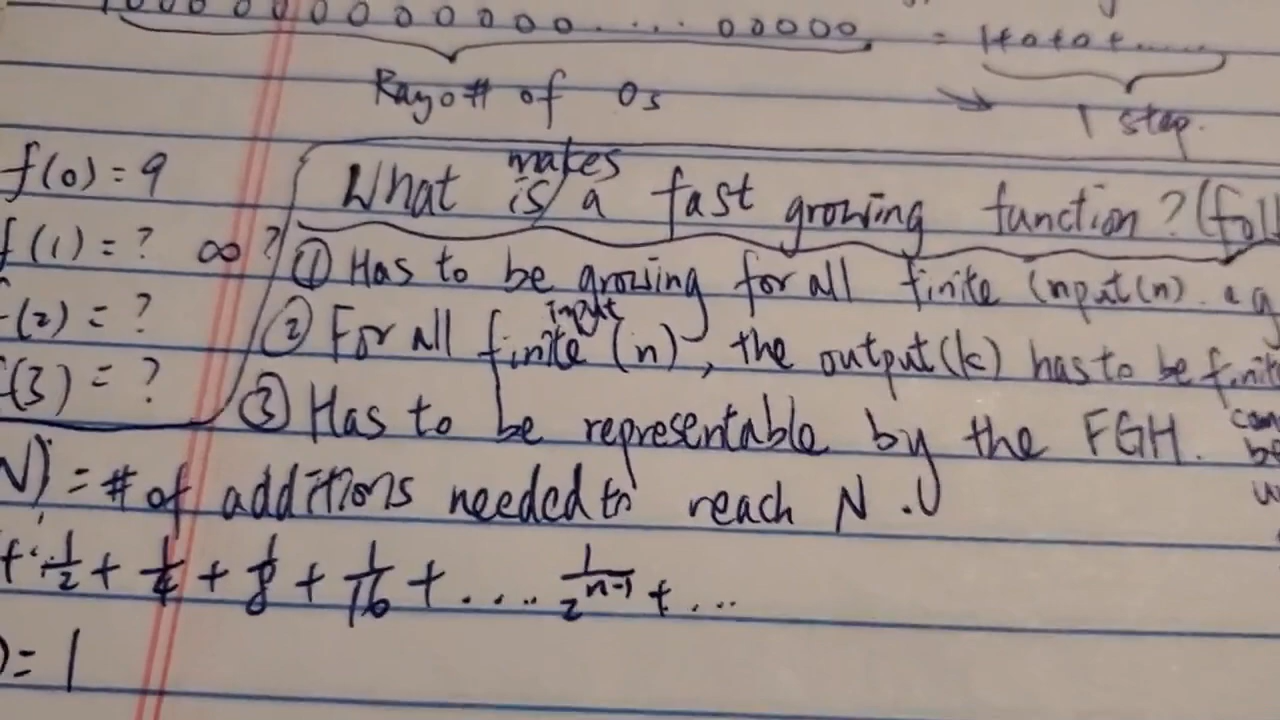 1000000000000.....00000 = 1+0+0+.....
Rayo# of 0s → 1 step.
f(0) = 9
What is makes a fast growing function? (foll
f(1) = ? ∞?
① Has to be growing for all finite input(n).
(2) = ?
② For all finite input (n), the output(k) has to be finite
(3) = ?
③ Has to be representable by the FGH. can
N) = # of additions needed to reach N.
1/2 + 1/4 + 1/8 + 1/16 + .... 1/2^(n-1) + ...
) = 1